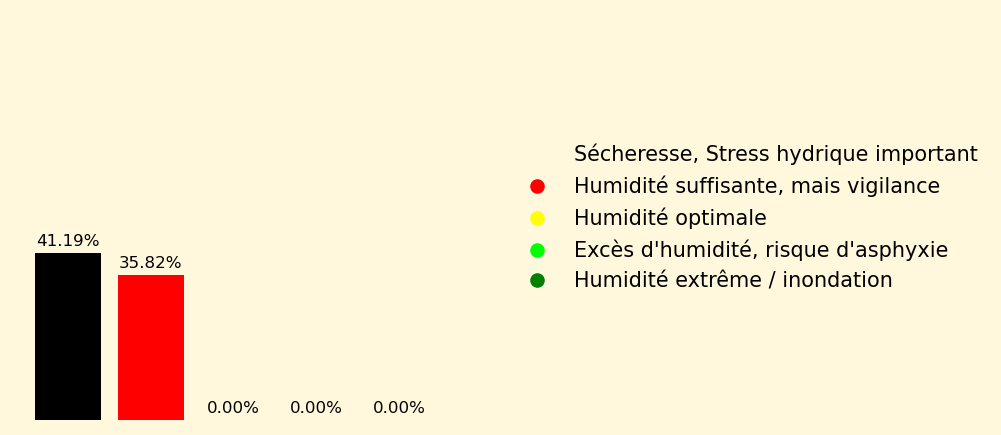 41.19%
35.82%
0.00%
0.00%
0.00%
Sécheresse, Stress hydrique important
Humidité suffisante, mais vigilance
Humidité optimale
Excès d'humidité, risque d'asphyxie
Humidité extrême / inondation